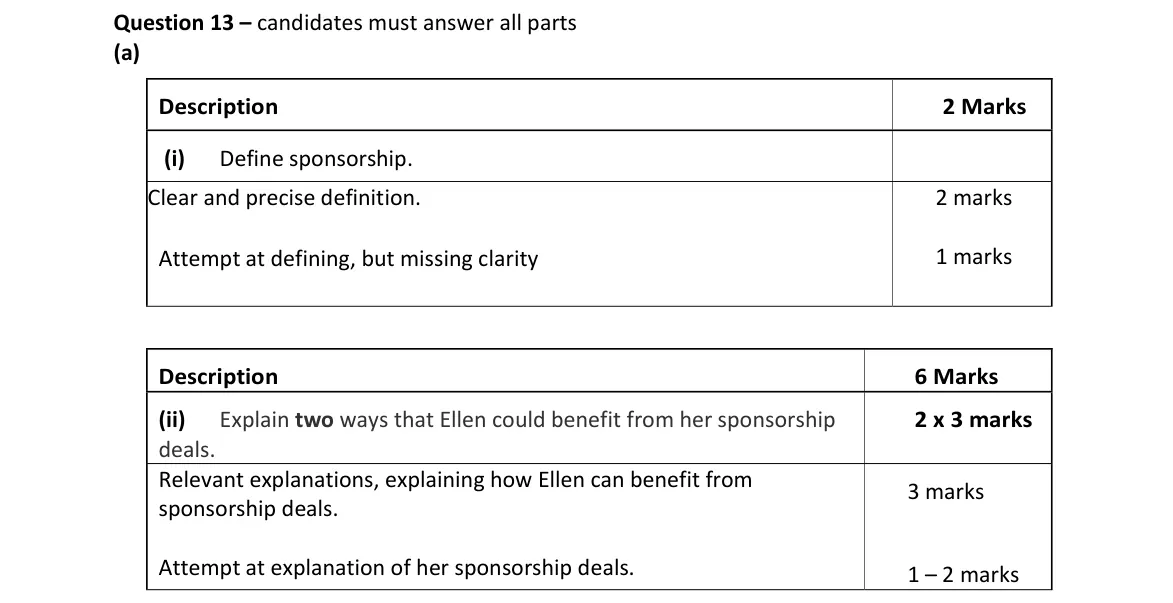 Question 13 – candidates must answer all parts
(a)
Description 2 Marks
(i) Define sponsorship.
Clear and precise definition. 2 marks
Attempt at defining, but missing clarity 1 marks
Description 6 Marks
(ii) Explain two ways that Ellen could benefit from her sponsorship 2 x 3 marks
deals.
Relevant explanations, explaining how Ellen can benefit from
sponsorship deals. 3 marks
Attempt at explanation of her sponsorship deals. 1 – 2 marks